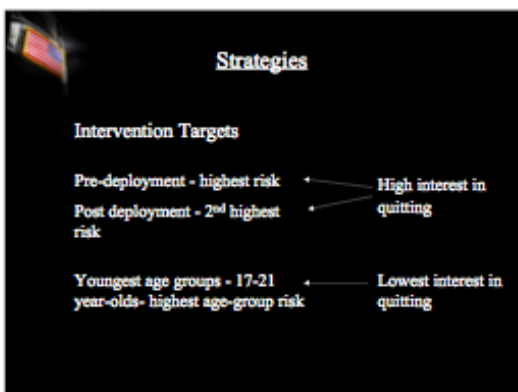 Strategies
Intervention Targets
Pre-deployment - highest risk
High interest in
quitting
Post deployment - 2nd highest
risk
Youngest age groups - 17-21
year-olds- highest age-group risk
Lowest interest in
quitting